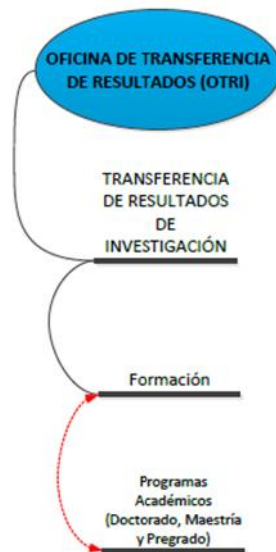 OFICINA DE TRANSFERENCIA
DE RESULTADOS (OTRI)
TRANSFERENCIA
DE RESULTADOS
DE
INVESTIGACIÓN
Formación
Programas
Académicos
(Doctorado, Maestría
y Pregrado)